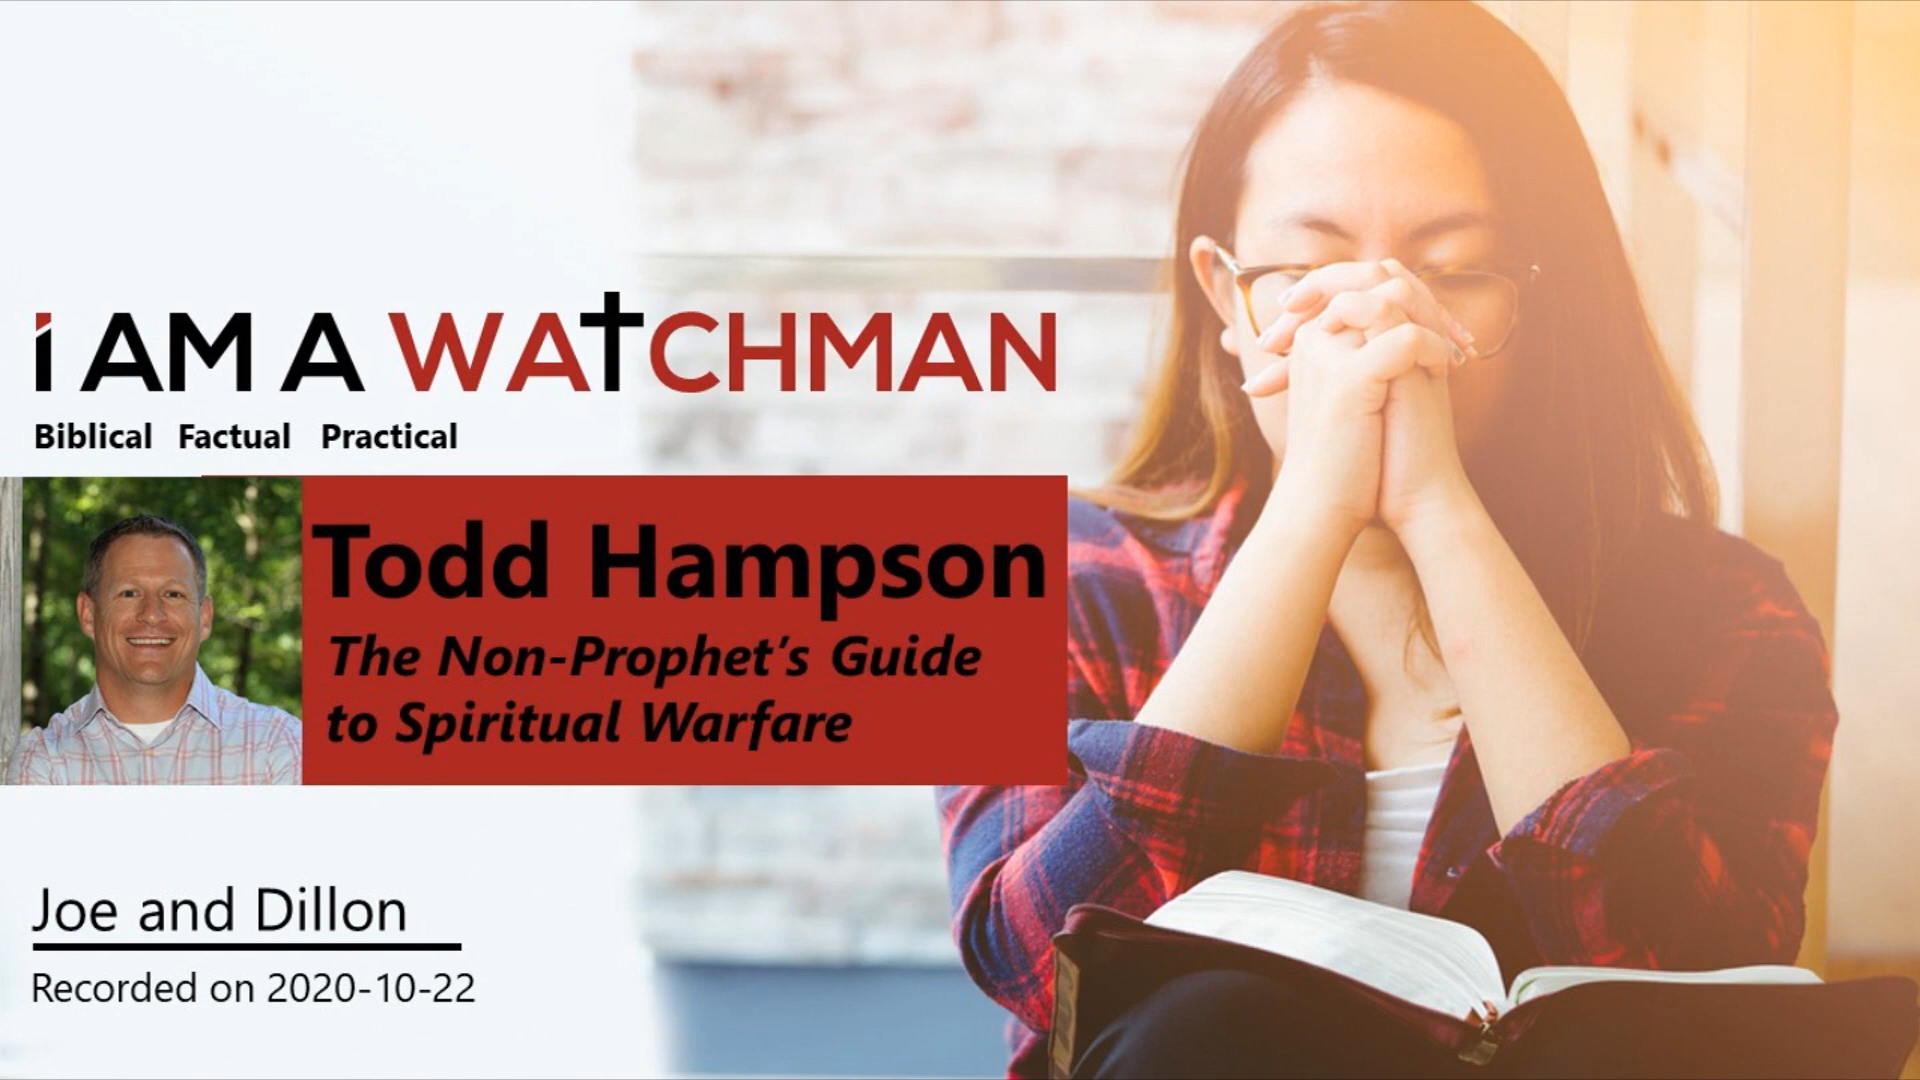 i AM A WATCHMAN
Biblical Factual Practical
Todd Hampson
The Non-Prophet's Guide
to Spiritual Warfare
Joe and Dillon
Recorded on 2020-10-22